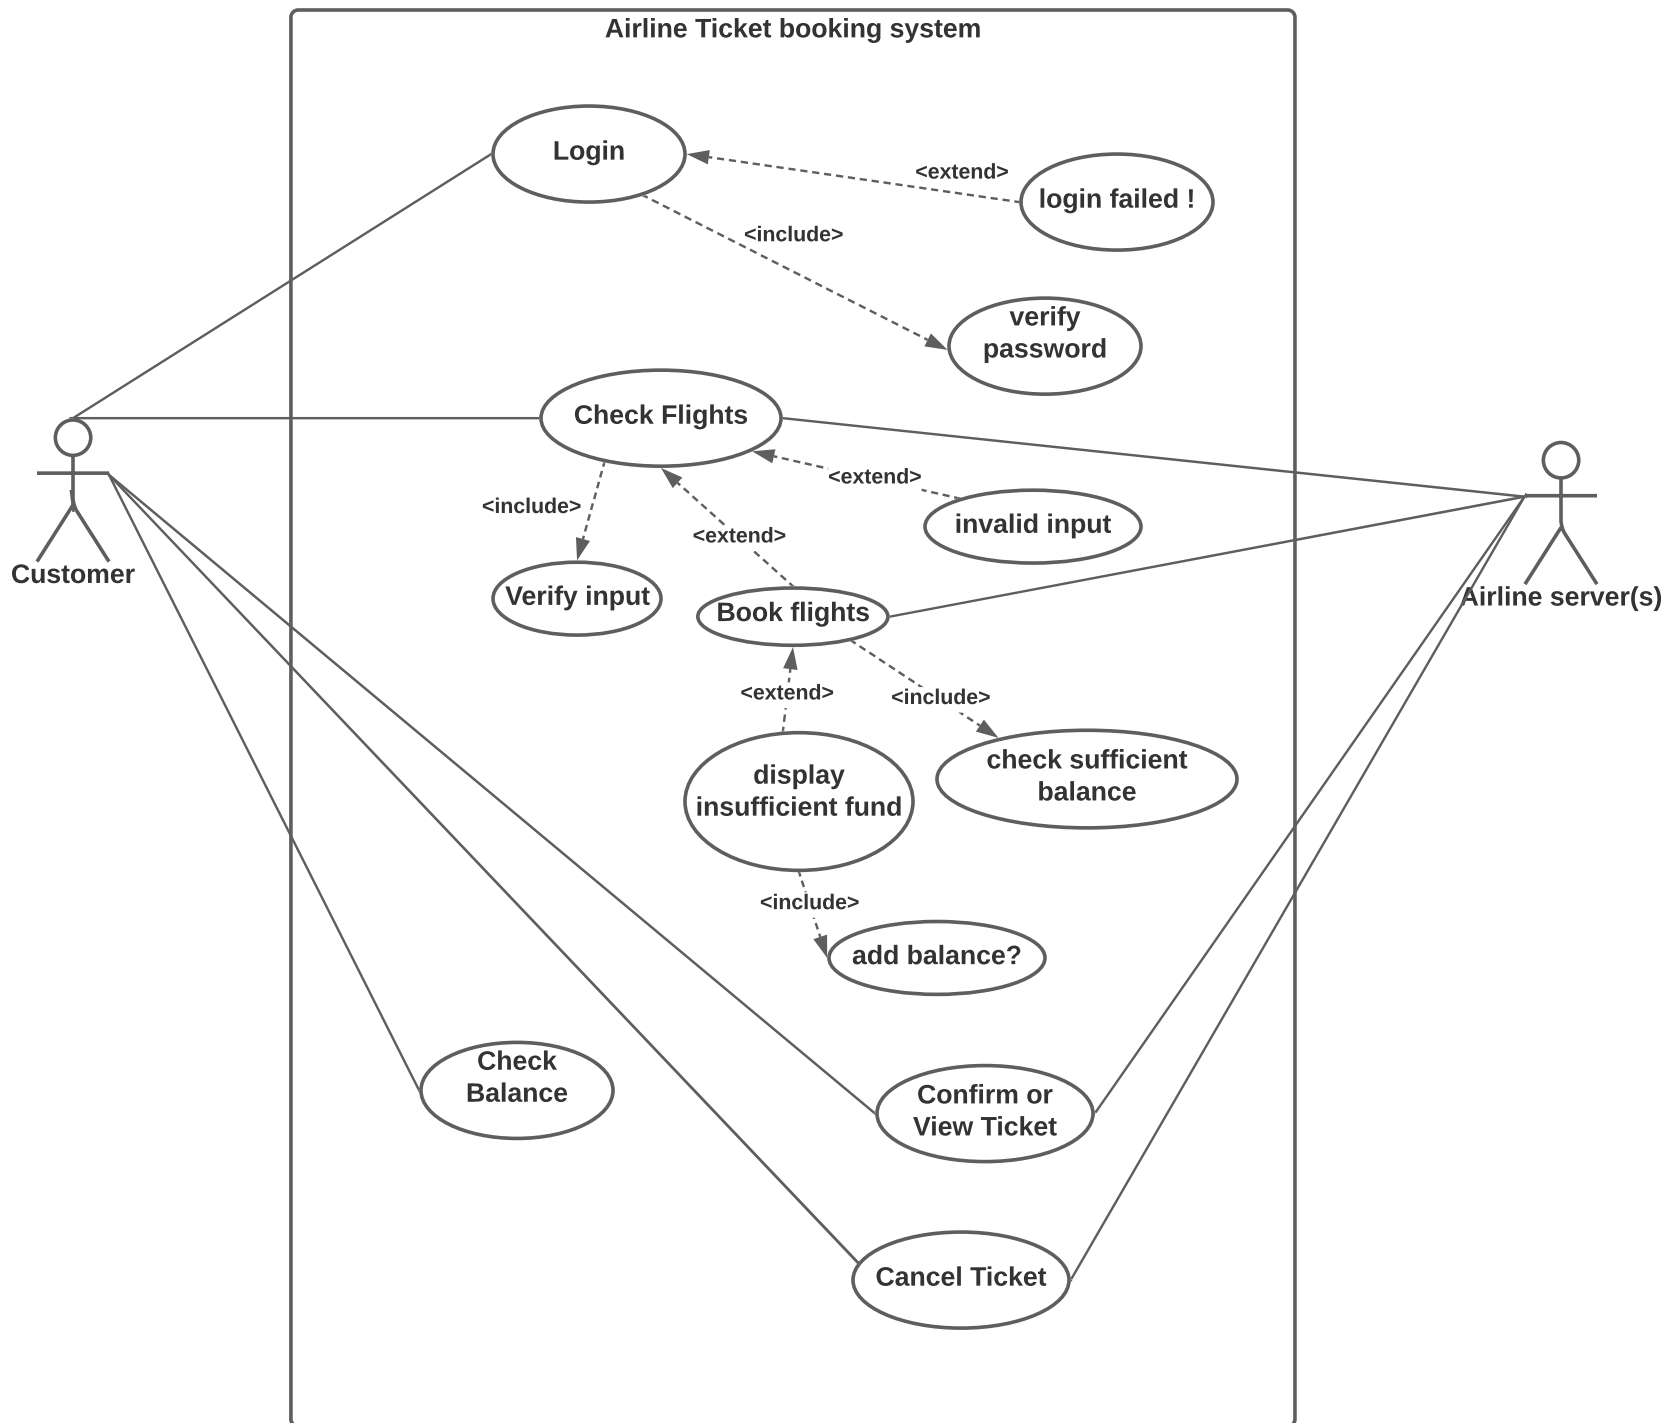 Airline Ticket booking system
Login
<extend>
login failed !
<include>
verify
password
Check Flights
<extend>
<include>
invalid input
<extend>
Customer
Verify input
Book flights
Airline server(s)
<extend>
<include>
display
insufficient fund
check sufficient
balance
<include>
add balance?
Check
Balance
Confirm or
View Ticket
Cancel Ticket